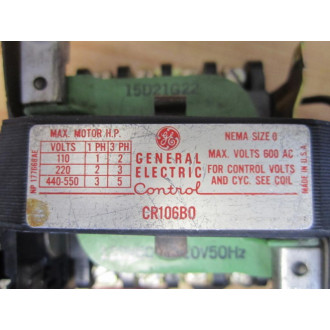 15D21G22
MAX. MOTOR H.P.
VOLTS 1 PH 3 PH
110 1 2
220 2 3
440-550 3 5
GE
GENERAL
ELECTRIC
Control
CR106B0
NEMA SIZE 0
MAX. VOLTS 600 AC
FOR CONTROL VOLTS
AND CYC. SEE COIL
MADE IN U.S.A.
0V50Hz